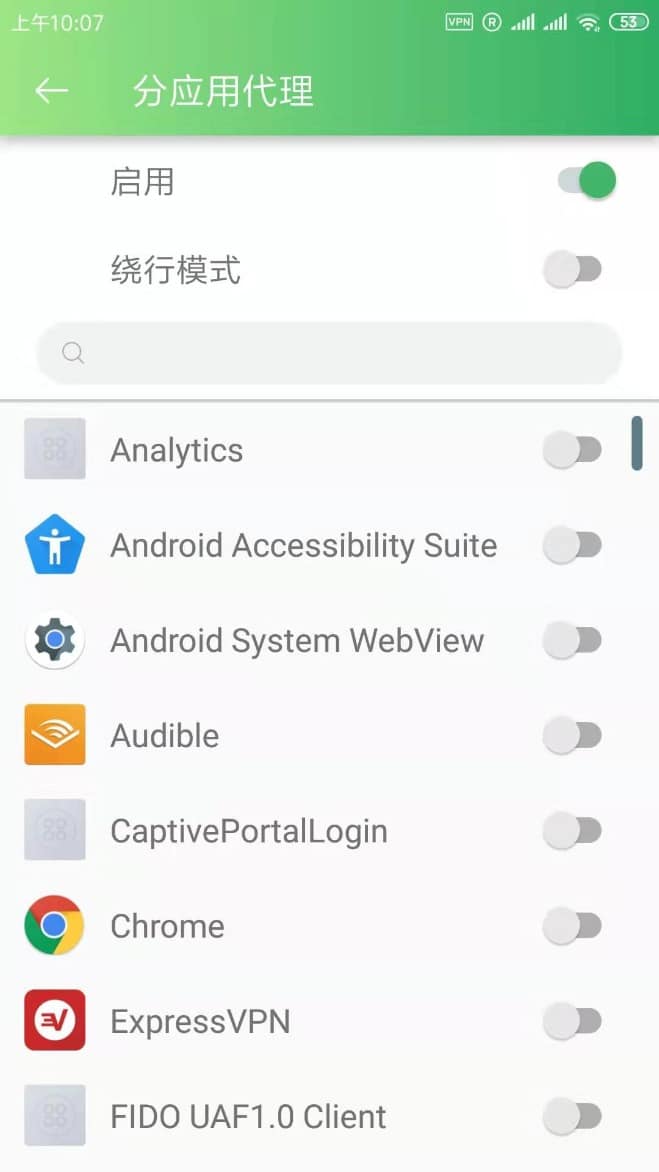 上午10:07 VPN R 53
分应用代理
启用
绕行模式
Analytics
Android Accessibility Suite
Android System WebView
Audible
CaptivePortalLogin
Chrome
ExpressVPN
FIDO UAF1.0 Client